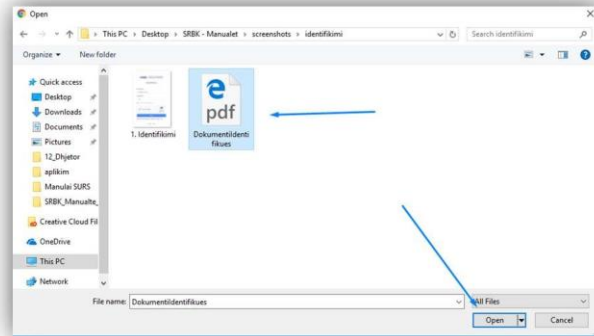 Open
This PC > Desktop > SRBK - Manualet > screenshots > identifikimi
Search identifikimi
Organize
New folder
Quick access
Desktop
Downloads
Documents
Pictures
12_Dhjetor
aplikim
Manulai SURS
SRBK_Manualte_
Creative Cloud Fil
OneDrive
This PC
Network
1. Identifikimi
pdf
DokumentiIdenti
fikues
File name: DokumentiIdentifikues
All Files
Open
Cancel